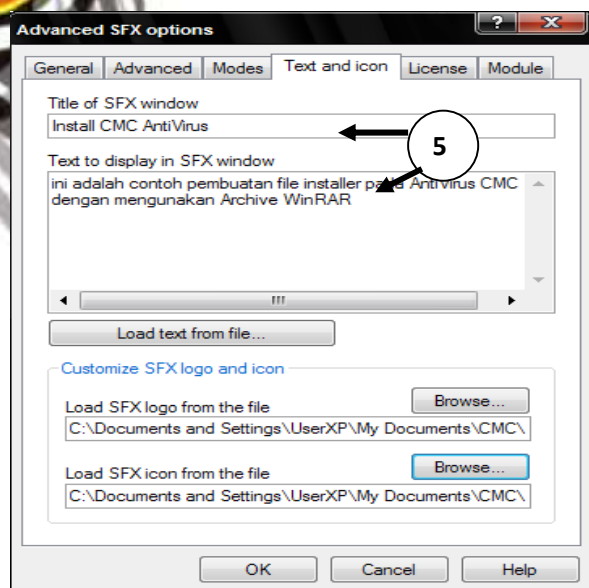 Advanced SFX options
General Advanced Modes Text and icon License Module
Title of SFX window
Install CMC AntiVirus
5
Text to display in SFX window
ini adalah contoh pembuatan file installer pada Antivirus CMC
dengan mengunakan Archive WinRAR
Load text from file...
Customize SFX logo and icon
Load SFX logo from the file
Browse...
C:\Documents and Settings\UserXP\My Documents\CMC\
Load SFX icon from the file
Browse...
C:\Documents and Settings\UserXP\My Documents\CMC\
OK Cancel Help